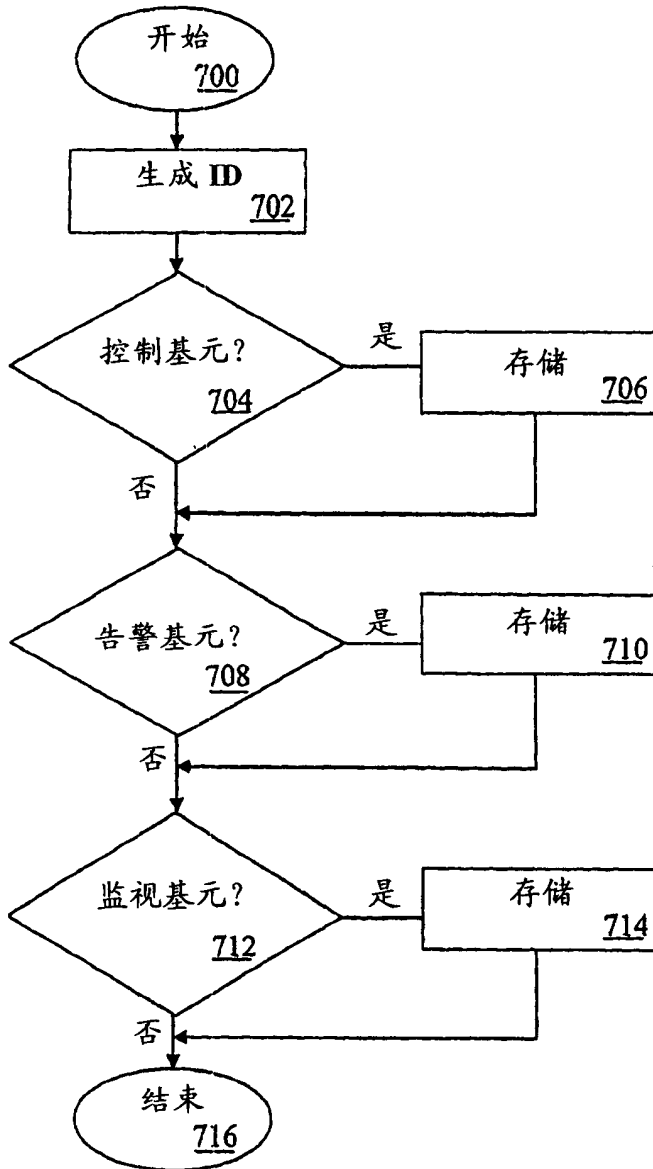 开始
700
生成 ID
702
控制基元?
704
是
存储
706
否
告警基元?
708
是
存储
710
否
监视基元?
712
是
存储
714
否
结束
716